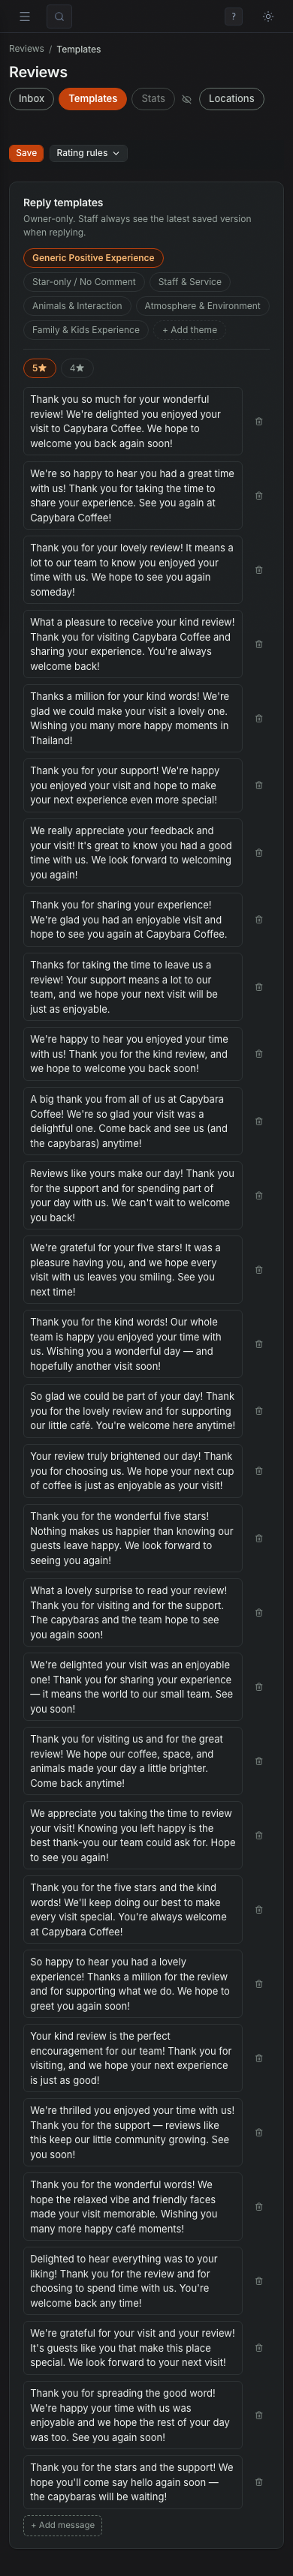 ?
Reviews / Templates
Reviews
Inbox
Templates
Stats
Locations
Save
Rating rules
Reply templates
Owner-only. Staff always see the latest saved version
when replying.
Generic Positive Experience
Star-only / No Comment
Staff & Service
Animals & Interaction
Atmosphere & Environment
Family & Kids Experience
+ Add theme
5★
4★
Thank you so much for your wonderful
review! We're delighted you enjoyed your
visit to Capybara Coffee. We hope to
welcome you back again soon!
We're so happy to hear you had a great time
with us! Thank you for taking the time to
share your experience. See you again at
Capybara Coffee!
Thank you for your lovely review! It means a
lot to our team to know you enjoyed your
time with us. We hope to see you again
someday!
What a pleasure to receive your kind review!
Thank you for visiting Capybara Coffee and
sharing your experience. You're always
welcome back!
Thanks a million for your kind words! We're
glad we could make your visit a lovely one.
Wishing you many more happy moments in
Thailand!
Thank you for your support! We're happy
you enjoyed your visit and hope to make
your next experience even more special!
We really appreciate your feedback and
your visit! It's great to know you had a good
time with us. We look forward to welcoming
you again!
Thank you for sharing your experience!
We're glad you had an enjoyable visit and
hope to see you again at Capybara Coffee.
Thanks for taking the time to leave us a
review! Your support means a lot to our
team, and we hope your next visit will be
just as enjoyable.
We're happy to hear you enjoyed your time
with us! Thank you for the kind review, and
we hope to welcome you back soon!
A big thank you from all of us at Capybara
Coffee! We're so glad your visit was a
delightful one. Come back and see us (and
the capybaras) anytime!
Reviews like yours make our day! Thank you
for the support and for spending part of
your day with us. We can't wait to welcome
you back!
We're grateful for your five stars! It was a
pleasure having you, and we hope every
visit with us leaves you smiling. See you
next time!
Thank you for the kind words! Our whole
team is happy you enjoyed your time with
us. Wishing you a wonderful day — and
hopefully another visit soon!
So glad we could be part of your day! Thank
you for the lovely review and for supporting
our little café. You're welcome here anytime!
Your review truly brightened our day! Thank
you for choosing us. We hope your next cup
of coffee is just as enjoyable as your visit!
Thank you for the wonderful five stars!
Nothing makes us happier than knowing our
guests leave happy. We look forward to
seeing you again!
What a lovely surprise to read your review!
Thank you for visiting and for the support.
The capybaras and the team hope to see
you again soon!
We're delighted your visit was an enjoyable
one! Thank you for sharing your experience
— it means the world to our small team. See
you soon!
Thank you for visiting us and for the great
review! We hope our coffee, space, and
animals made your day a little brighter.
Come back anytime!
We appreciate you taking the time to review
your visit! Knowing you left happy is the
best thank-you our team could ask for. Hope
to see you again!
Thank you for the five stars and the kind
words! We'll keep doing our best to make
every visit special. You're always welcome
at Capybara Coffee!
So happy to hear you had a lovely
experience! Thanks a million for the review
and for supporting what we do. We hope to
greet you again soon!
Your kind review is the perfect
encouragement for our team! Thank you for
visiting, and we hope your next experience
is just as good!
We're thrilled you enjoyed your time with us!
Thank you for the support — reviews like
this keep our little community growing. See
you soon!
Thank you for the wonderful words! We
hope the relaxed vibe and friendly faces
made your visit memorable. Wishing you
many more happy café moments!
Delighted to hear everything was to your
liking! Thank you for the review and for
choosing to spend time with us. You're
welcome back any time!
We're grateful for your visit and your review!
It's guests like you that make this place
special. We look forward to your next visit!
Thank you for spreading the good word!
We're happy your time with us was
enjoyable and we hope the rest of your day
was too. See you again soon!
Thank you for the stars and the support! We
hope you'll come say hello again soon —
the capybaras will be waiting!
+ Add message